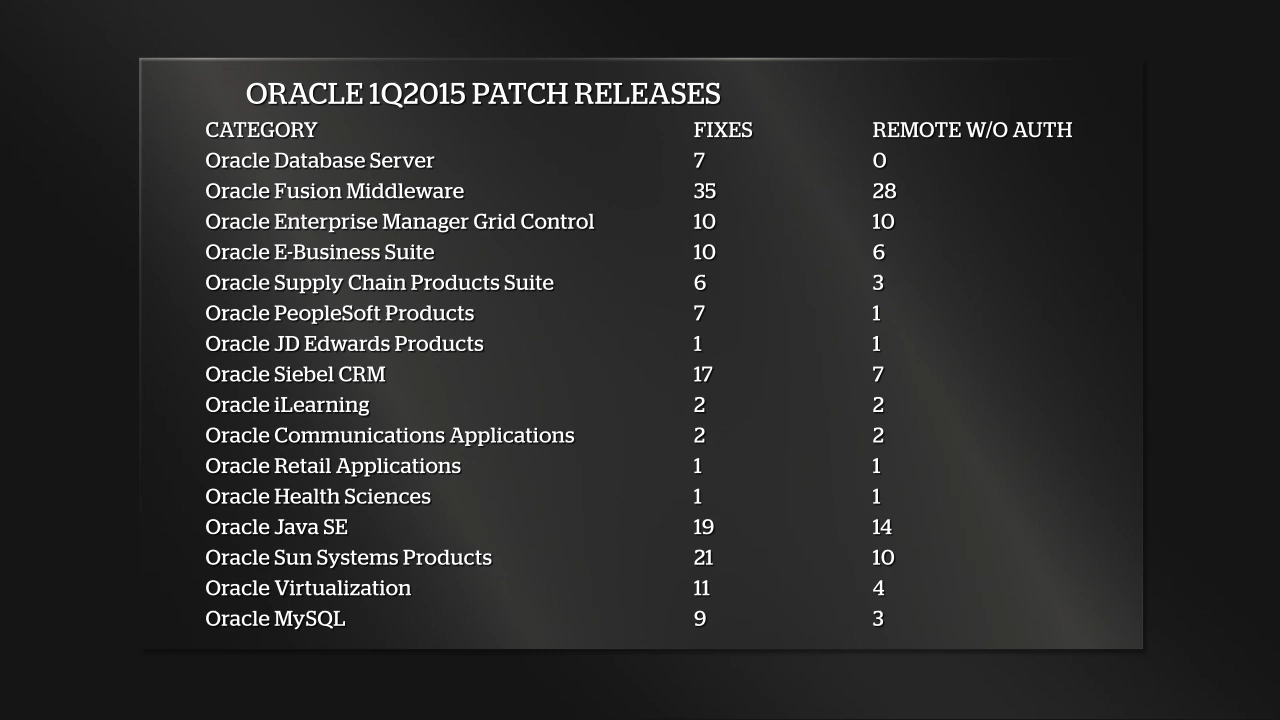 ORACLE 1Q2015 PATCH RELEASES
CATEGORY FIXES REMOTE W/O AUTH
Oracle Database Server 7 0
Oracle Fusion Middleware 35 28
Oracle Enterprise Manager Grid Control 10 10
Oracle E-Business Suite 10 6
Oracle Supply Chain Products Suite 6 3
Oracle PeopleSoft Products 7 1
Oracle JD Edwards Products 1 1
Oracle Siebel CRM 17 7
Oracle iLearning 2 2
Oracle Communications Applications 2 2
Oracle Retail Applications 1 1
Oracle Health Sciences 1 1
Oracle Java SE 19 14
Oracle Sun Systems Products 21 10
Oracle Virtualization 11 4
Oracle MySQL 9 3